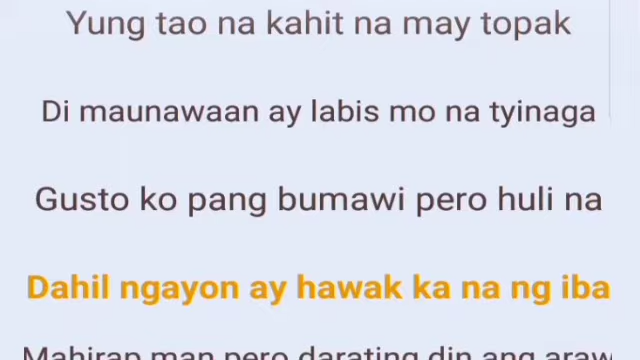 Yung tao na kahit na may topak
Di maunawaan ay labis mo na tyinaga
Gusto ko pang bumawi pero huli na
Dahil ngayon ay hawak ka na ng iba
Mahirap man pero darating din ang araw